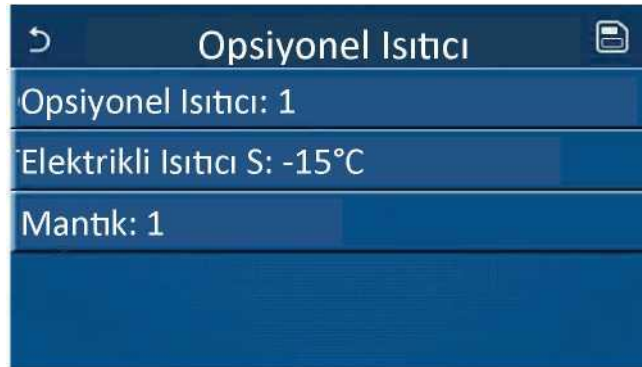 Opsiyonel Isıtıcı
Opsiyonel Isıtıcı: 1
Elektrikli Isıtıcı S: -15°C
Mantık: 1